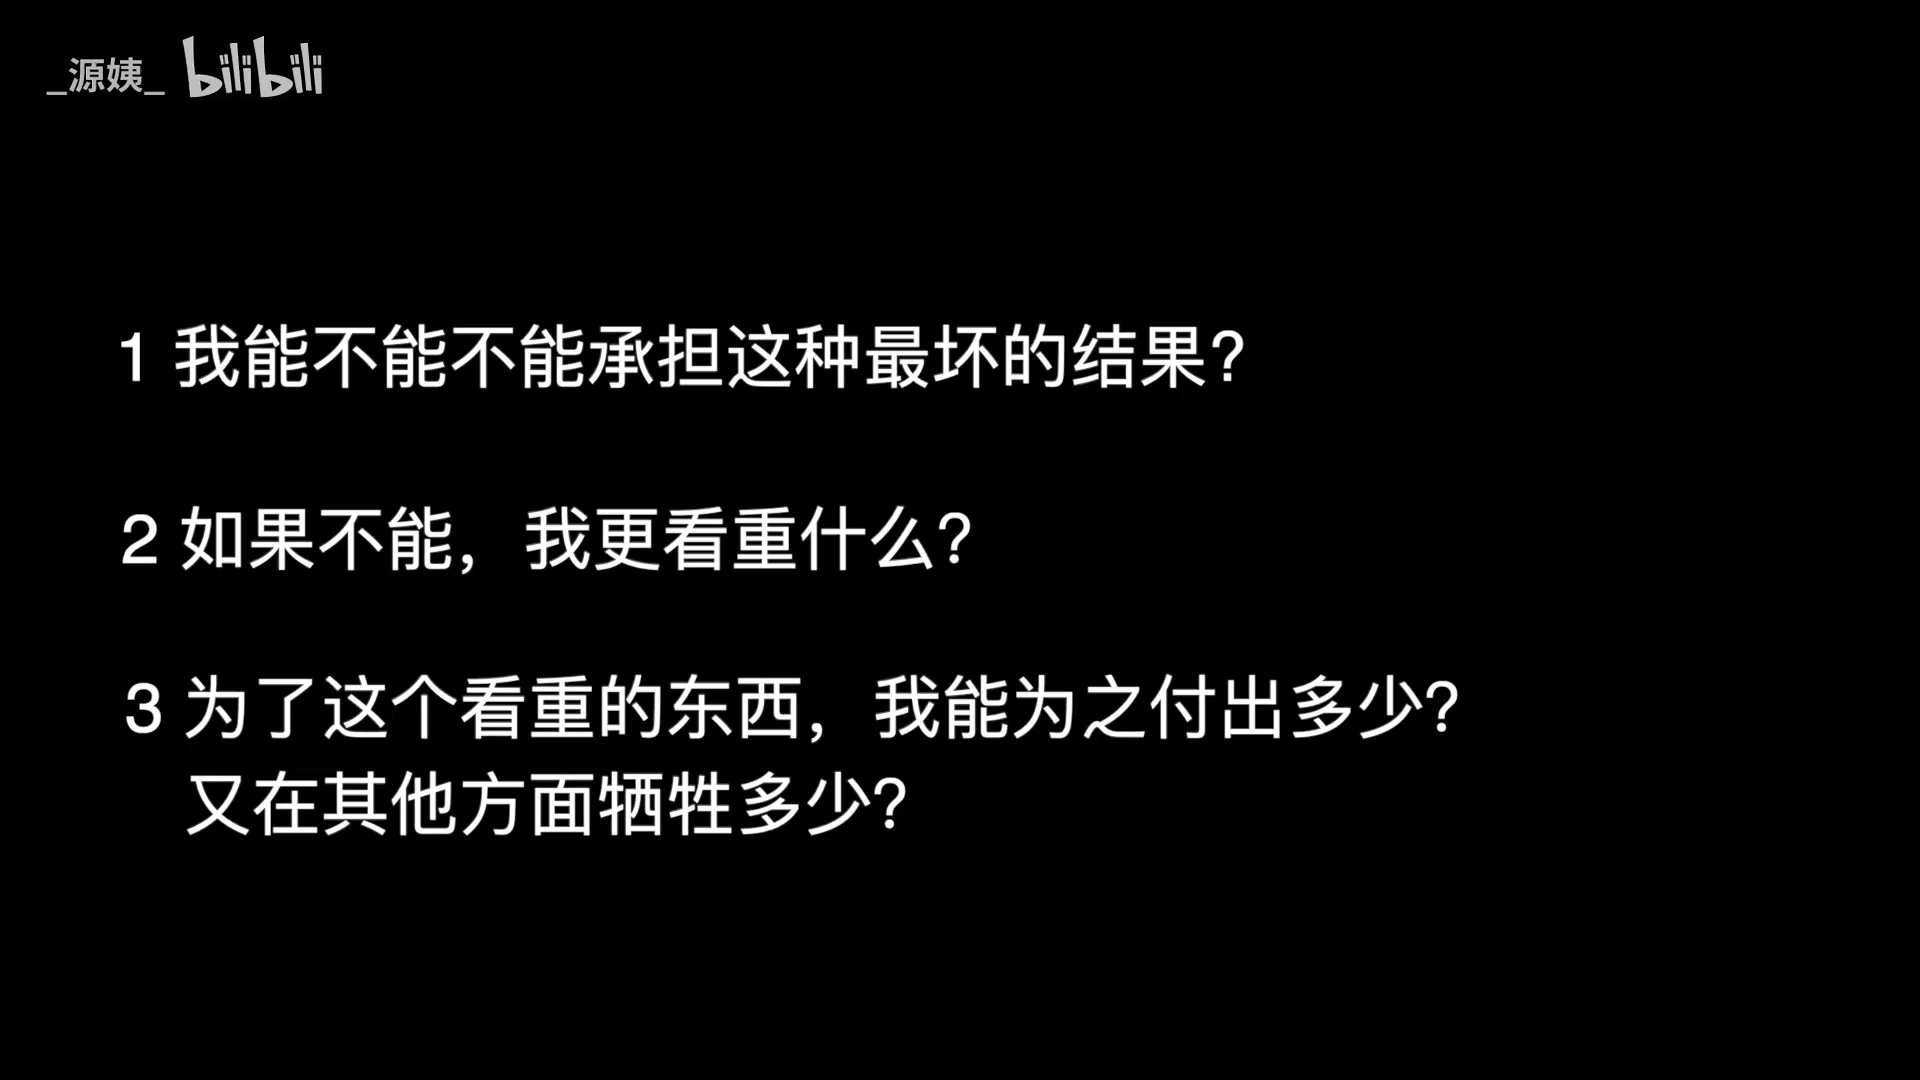 _源姨_ bilibili
1 我能不能不能承担这种最坏的结果?
2 如果不能，我更看重什么?
3 为了这个看重的东西，我能为之付出多少?
又在其他方面牺牲多少?